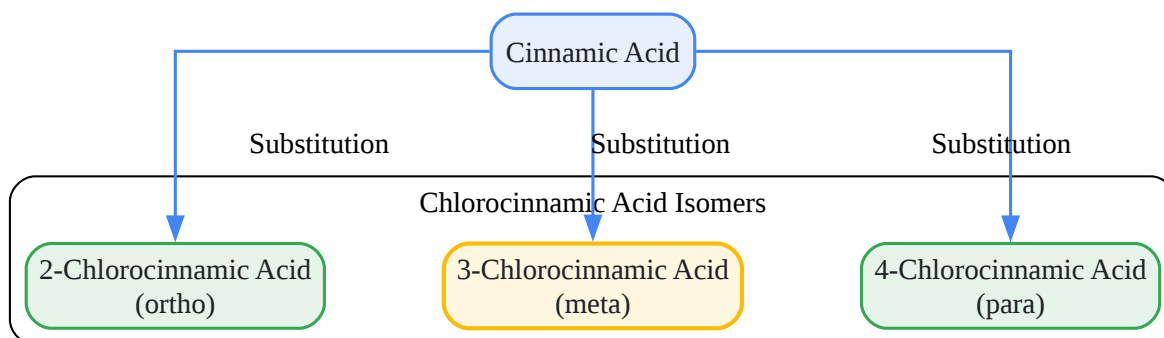 Cinnamic Acid
Substitution
Substitution
Substitution
Chlorocinnamic Acid Isomers
2-Chlorocinnamic Acid
(ortho)
3-Chlorocinnamic Acid
(meta)
4-Chlorocinnamic Acid
(para)